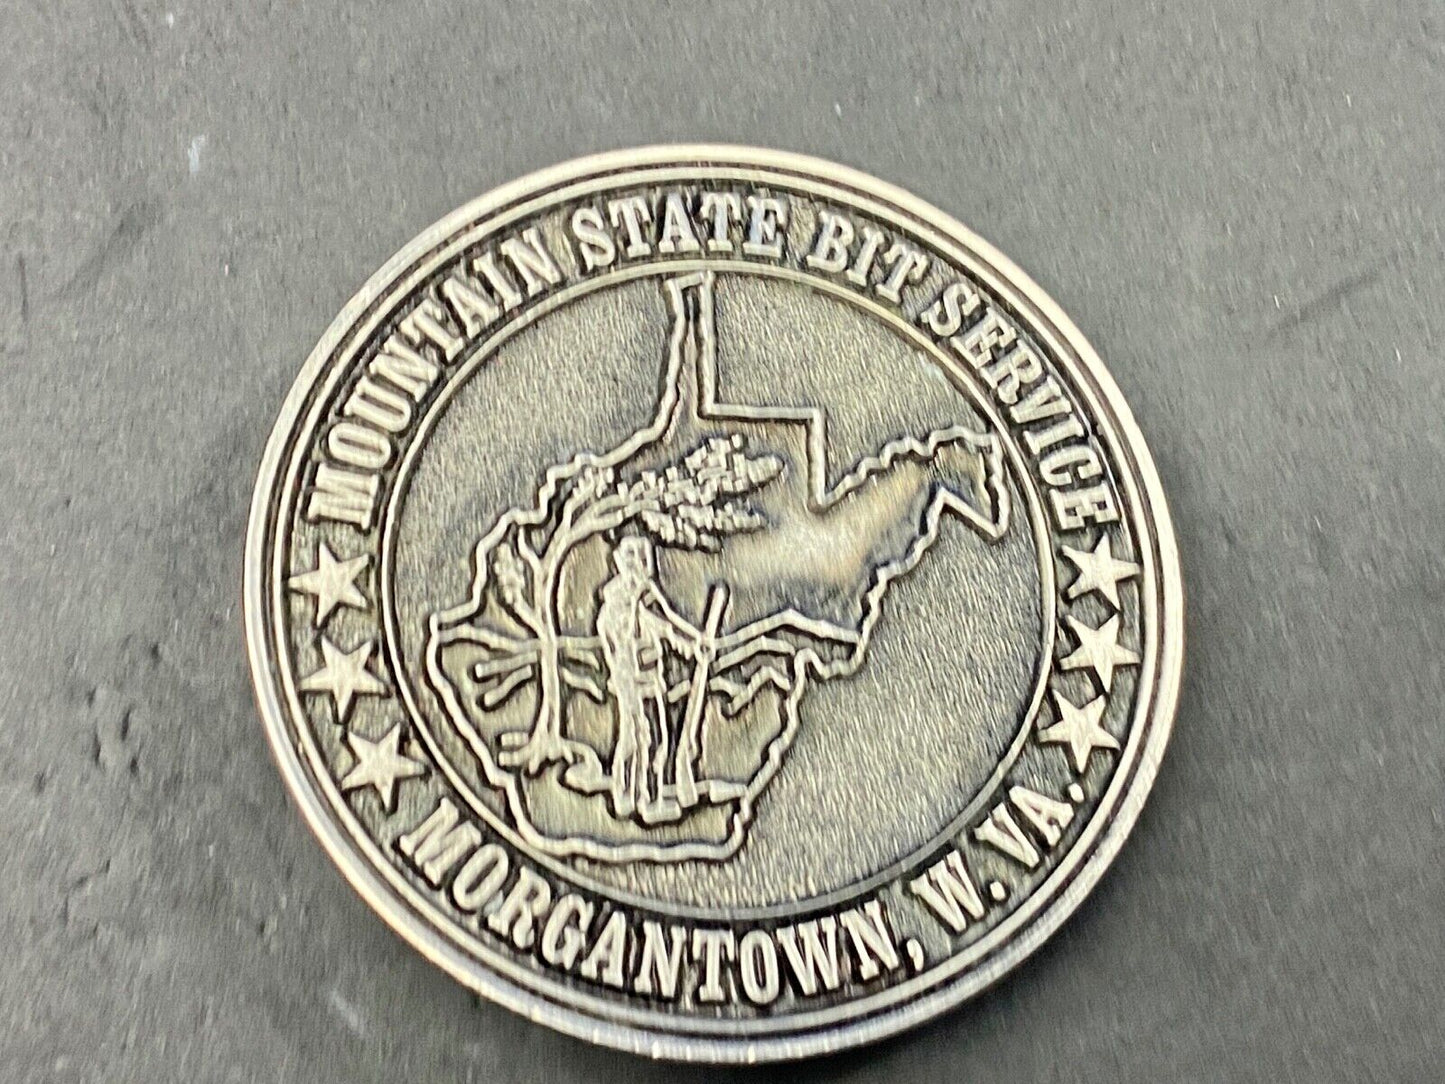 MOUNTAIN STATE BIT SERVICE
MORGANTOWN, W. VA.